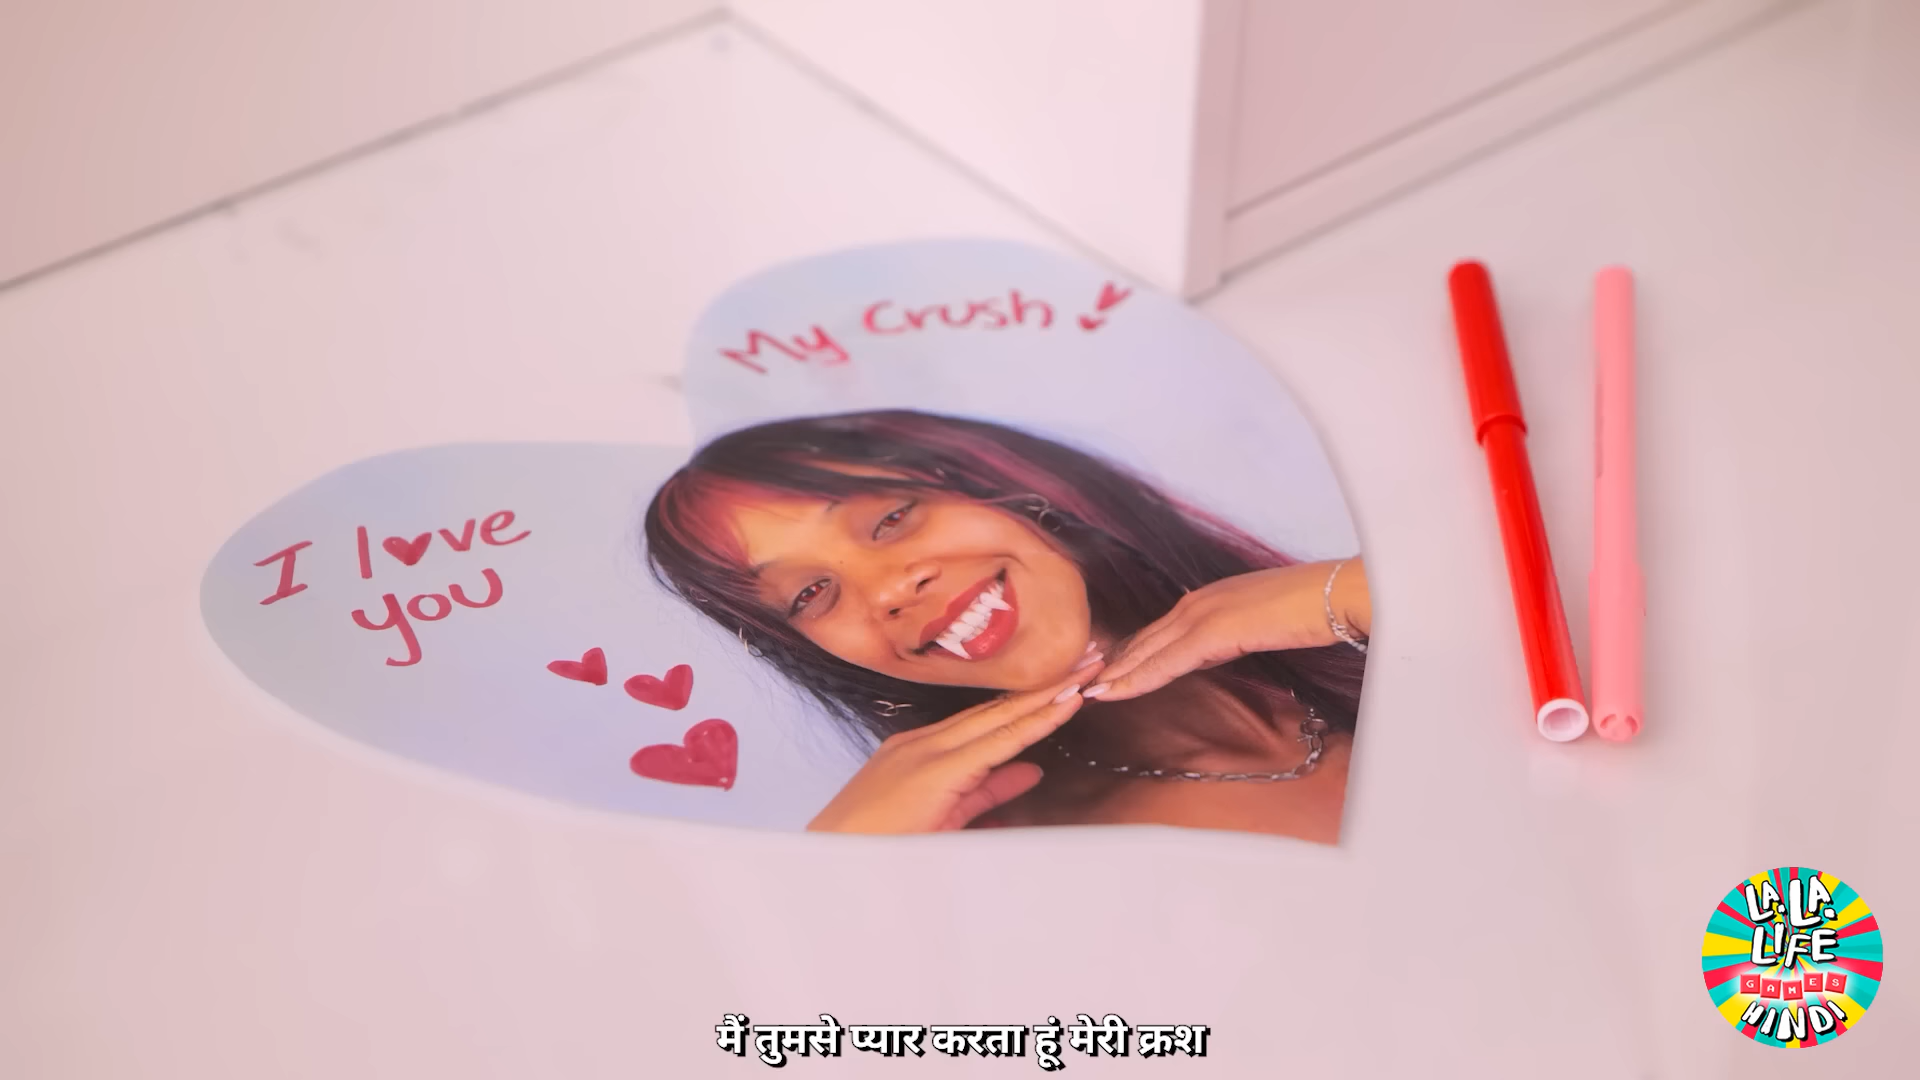 My Crush
I love
you
LA. LA.
LIFE
GAMES
HINDI
मैं तुमसे प्यार करता हूं मेरी क्रश